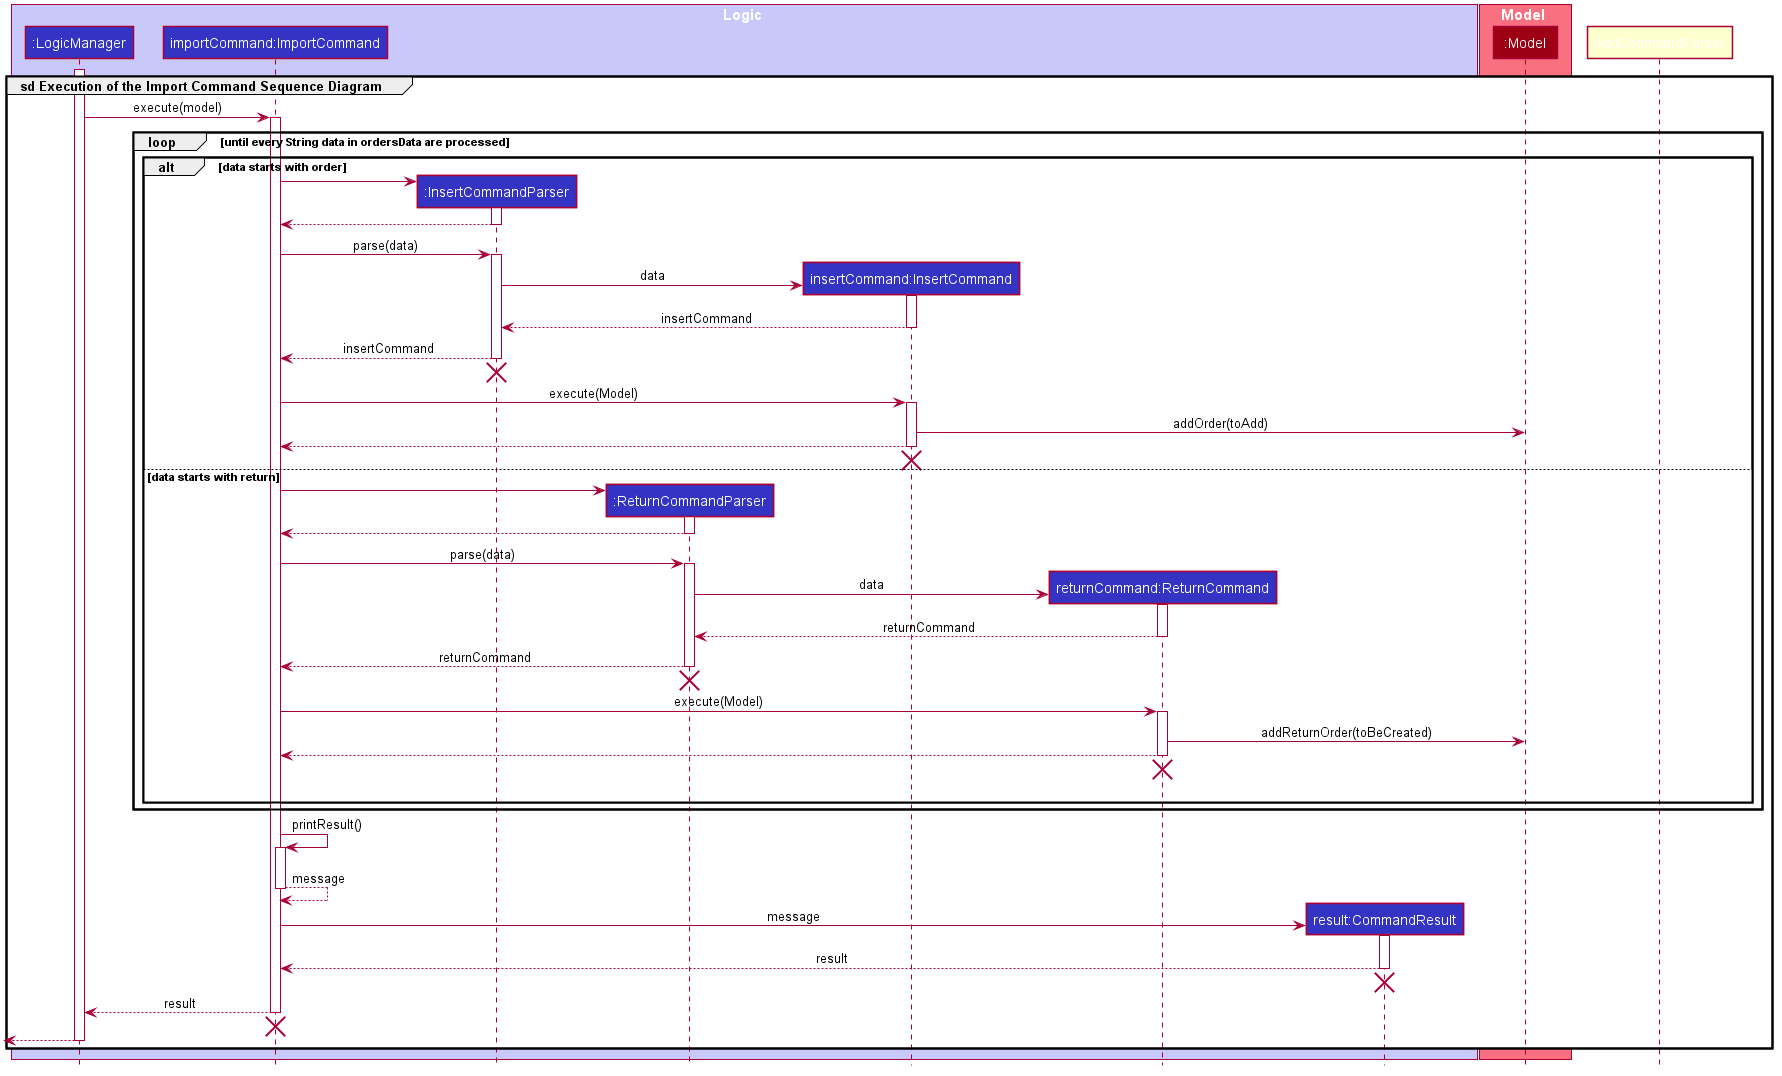 Logic
Model
:LogicManager
importCommand:ImportCommand
:Model
sd Execution of the Import Command Sequence Diagram
execute(model)
loop
[until every String data in ordersData are processed]
alt
[data starts with order]
:InsertCommandParser
parse(data)
data
insertCommand:InsertCommand
insertCommand
insertCommand
execute(Model)
addOrder(toAdd)
[data starts with return]
:ReturnCommandParser
parse(data)
data
returnCommand:ReturnCommand
returnCommand
returnCommand
execute(Model)
addReturnOrder(toBeCreated)
printResult()
message
message
result:CommandResult
result
result